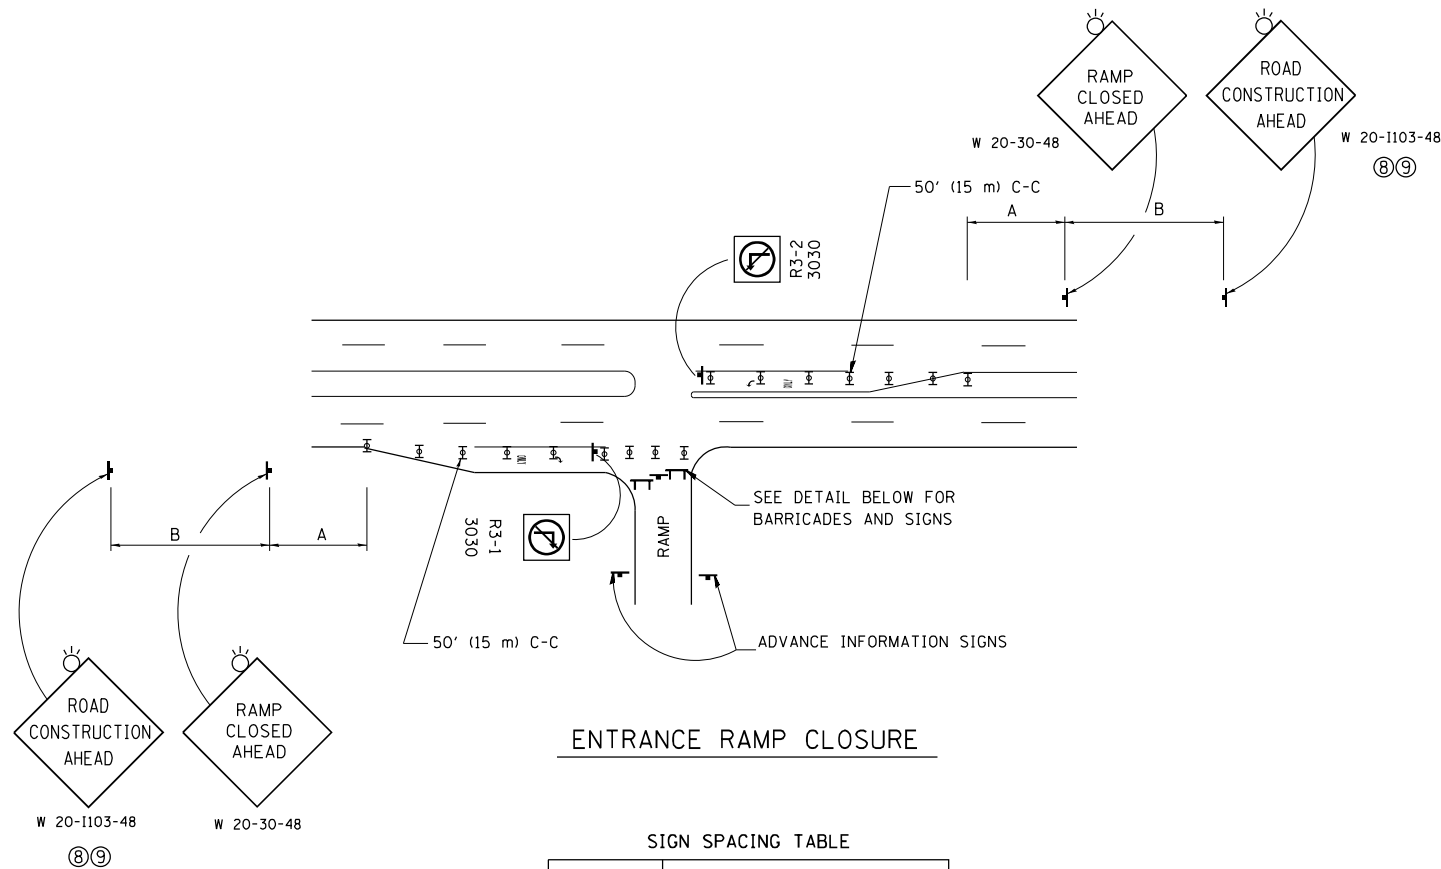 RAMP
CLOSED
AHEAD
W 20-30-48
ROAD
CONSTRUCTION
AHEAD
W 20-I103-48
⑧⑨
50' (15 m) C-C
A
B
R3-2
3030
ONLY
ONLY
SEE DETAIL BELOW FOR
BARRICADES AND SIGNS
B
A
R3-1
3030
RAMP
50' (15 m) C-C
ADVANCE INFORMATION SIGNS
ROAD
CONSTRUCTION
AHEAD
W 20-I103-48
⑧⑨
RAMP
CLOSED
AHEAD
W 20-30-48
ENTRANCE RAMP CLOSURE
SIGN SPACING TABLE